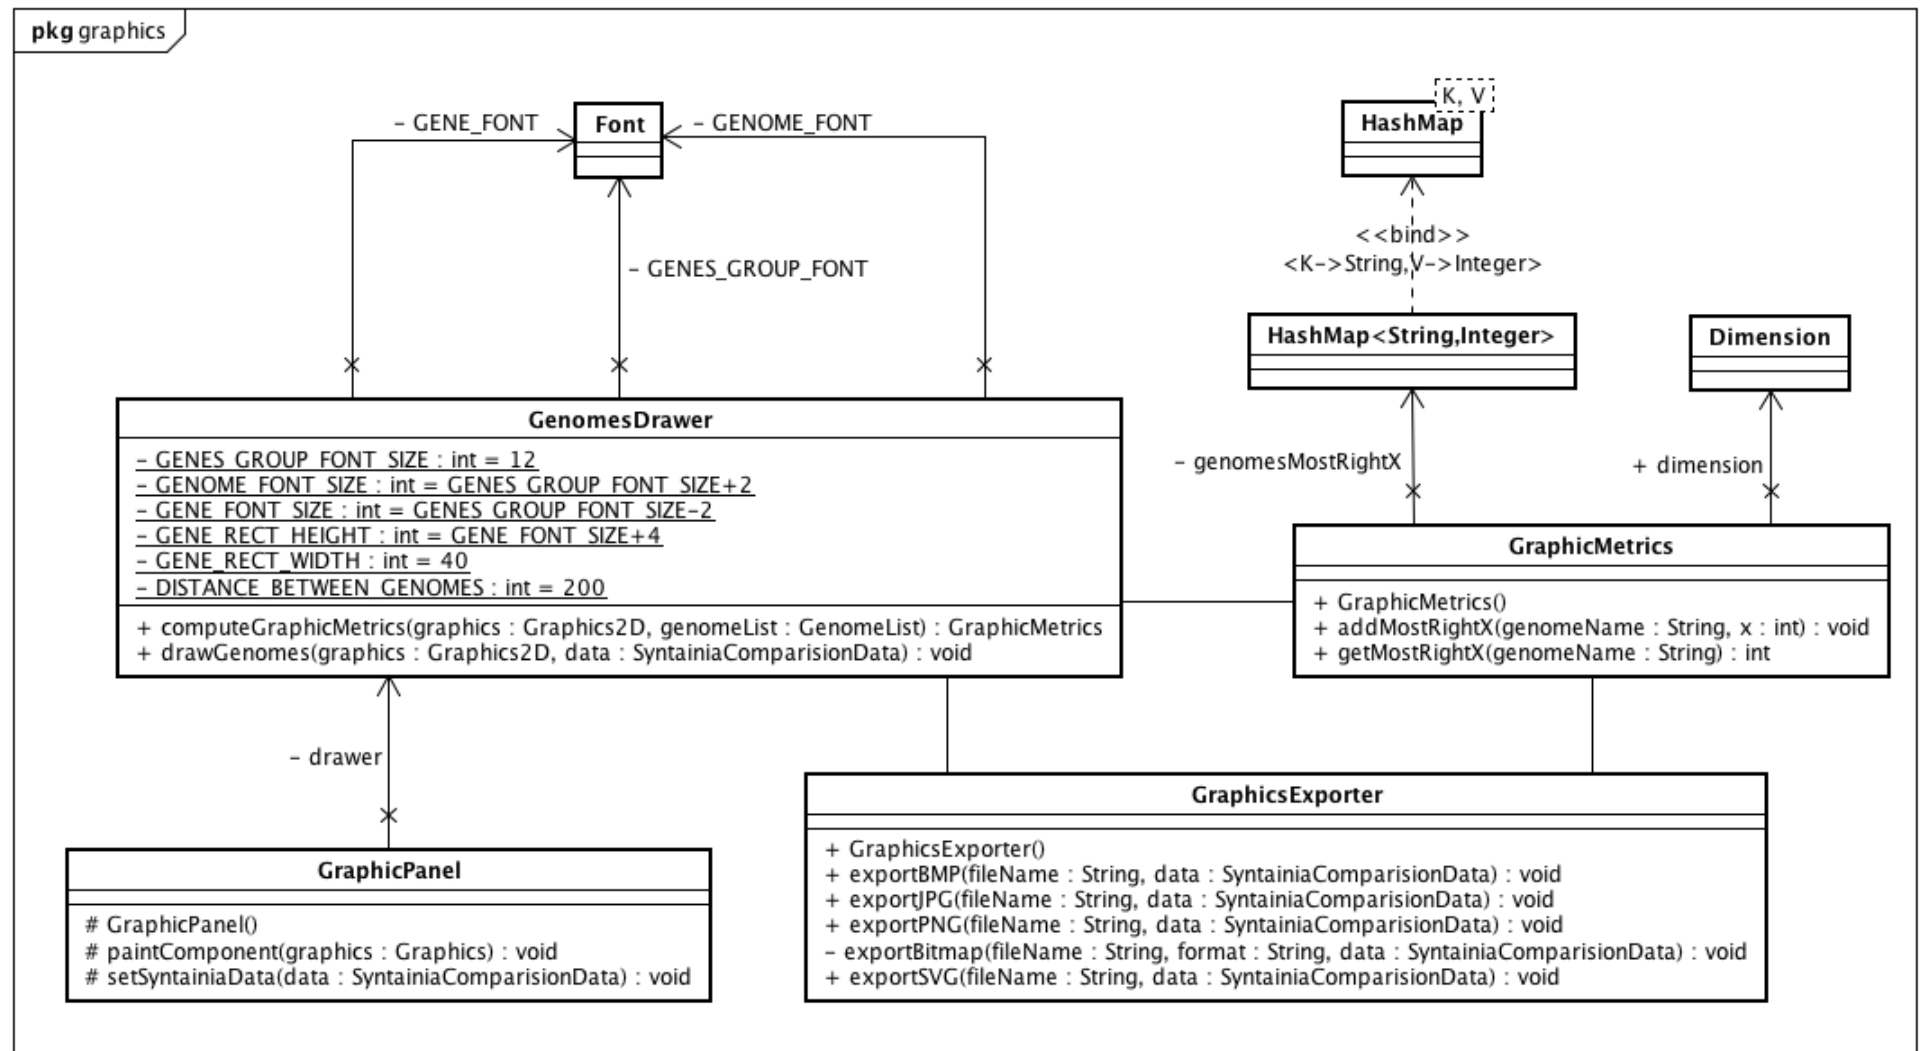 pkg graphics
K, V
- GENE_FONT
Font
- GENOME_FONT
HashMap
<<bind>>
<K->String,V->Integer>
- GENES_GROUP_FONT
HashMap<String,Integer>
Dimension
- genomesMostRightX
+ dimension
GenomesDrawer
- GENES_GROUP_FONT_SIZE : int = 12
- GENOME_FONT_SIZE : int = GENES_GROUP_FONT_SIZE+2
- GENE_FONT_SIZE : int = GENES_GROUP_FONT_SIZE-2
- GENE_RECT_HEIGHT : int = GENE_FONT_SIZE+4
- GENE_RECT_WIDTH : int = 40
- DISTANCE_BETWEEN_GENOMES : int = 200
+ computeGraphicMetrics(graphics : Graphics2D, genomeList : GenomeList) : GraphicMetrics
+ drawGenomes(graphics : Graphics2D, data : SyntainiaComparisionData) : void
GraphicMetrics
+ GraphicMetrics()
+ addMostRightX(genomeName : String, x : int) : void
+ getMostRightX(genomeName : String) : int
- drawer
GraphicPanel
# GraphicPanel()
# paintComponent(graphics : Graphics) : void
# setSyntainiaData(data : SyntainiaComparisionData) : void
GraphicsExporter
+ GraphicsExporter()
+ exportBMP(fileName : String, data : SyntainiaComparisionData) : void
+ exportJPG(fileName : String, data : SyntainiaComparisionData) : void
+ exportPNG(fileName : String, data : SyntainiaComparisionData) : void
- exportBitmap(fileName : String, format : String, data : SyntainiaComparisionData) : void
+ exportSVG(fileName : String, data : SyntainiaComparisionData) : void